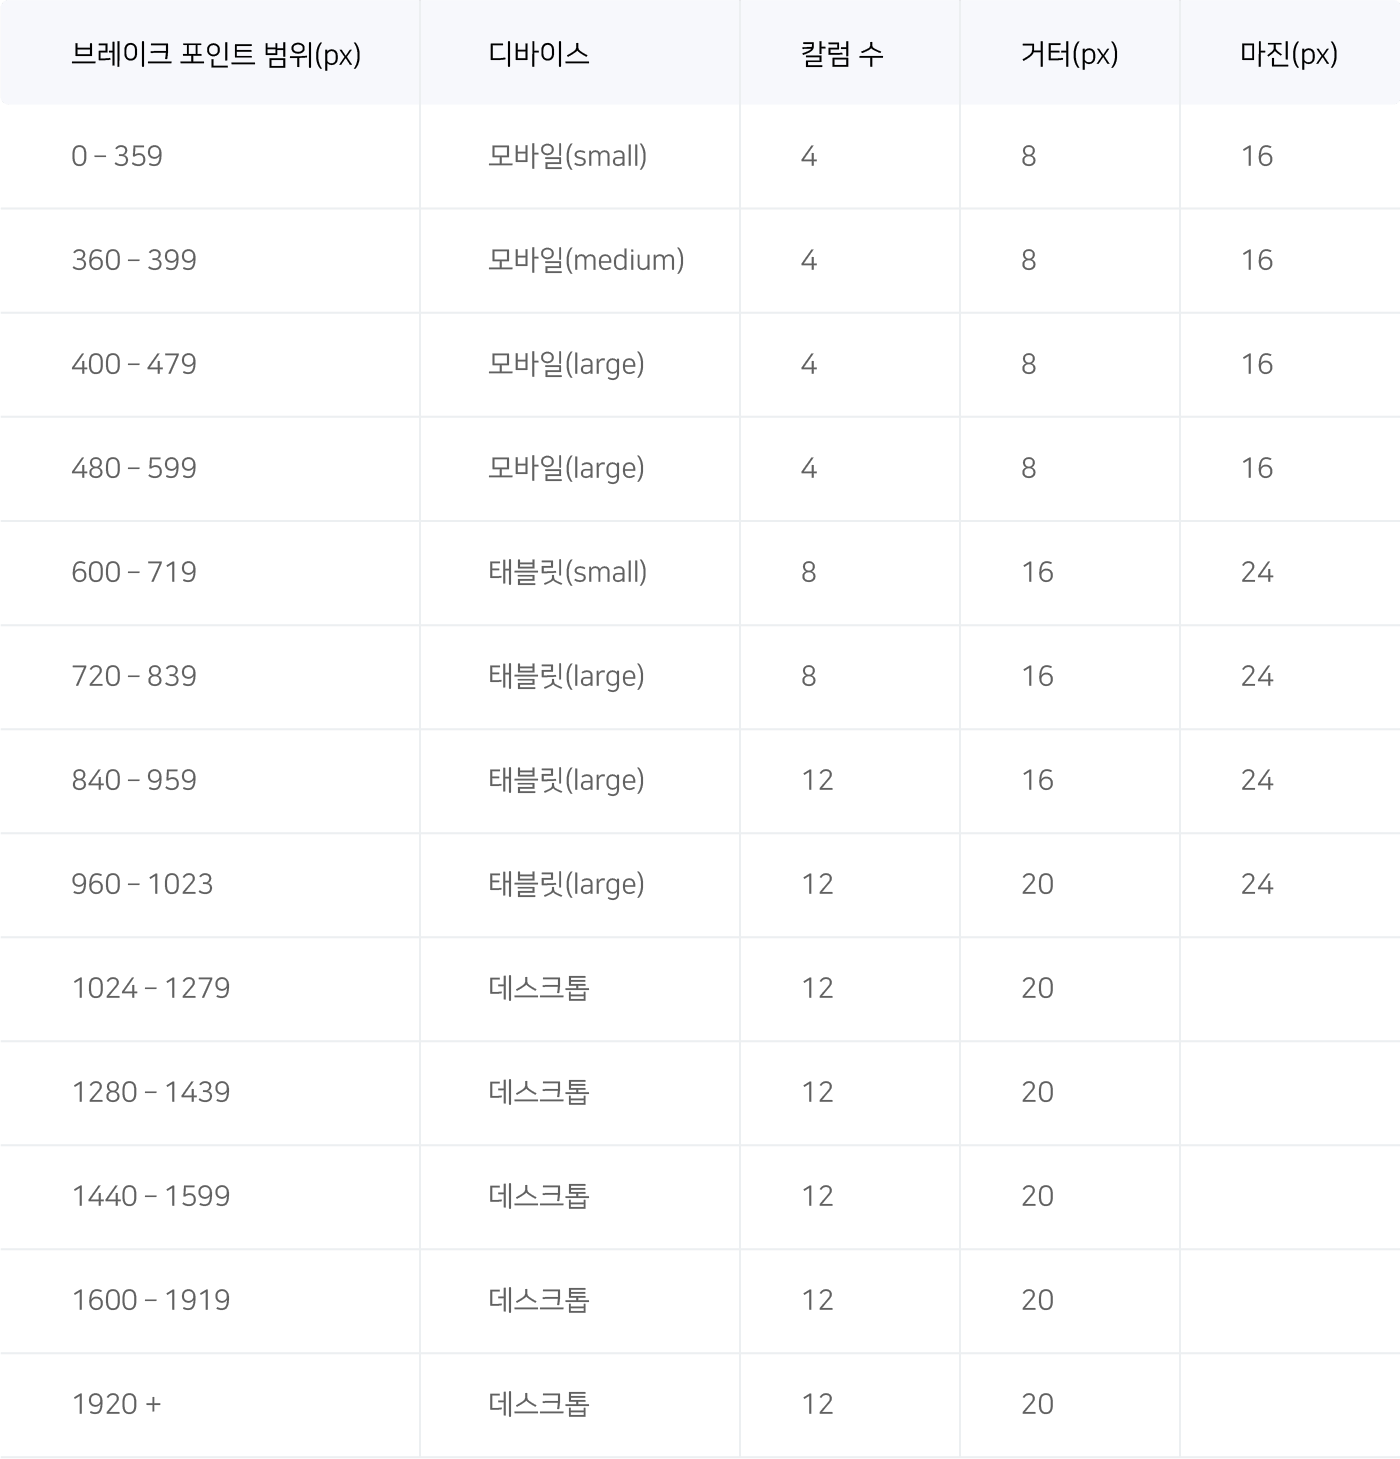 브레이크 포인트 범위(px) 디바이스 칼럼 수 거터(px) 마진(px)
0 – 359 모바일(small) 4 8 16
360 – 399 모바일(medium) 4 8 16
400 – 479 모바일(large) 4 8 16
480 – 599 모바일(large) 4 8 16
600 – 719 태블릿(small) 8 16 24
720 – 839 태블릿(large) 8 16 24
840 – 959 태블릿(large) 12 16 24
960 – 1023 태블릿(large) 12 20 24
1024 – 1279 데스크톱 12 20
1280 – 1439 데스크톱 12 20
1440 – 1599 데스크톱 12 20
1600 – 1919 데스크톱 12 20
1920 + 데스크톱 12 20